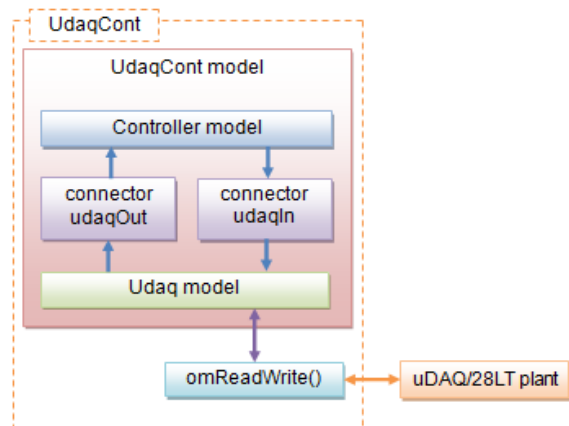 UdaqCont
UdaqCont model
Controller model
connector
udaqOut
connector
udaqIn
Udaq model
omReadWrite()
uDAQ/28LT plant